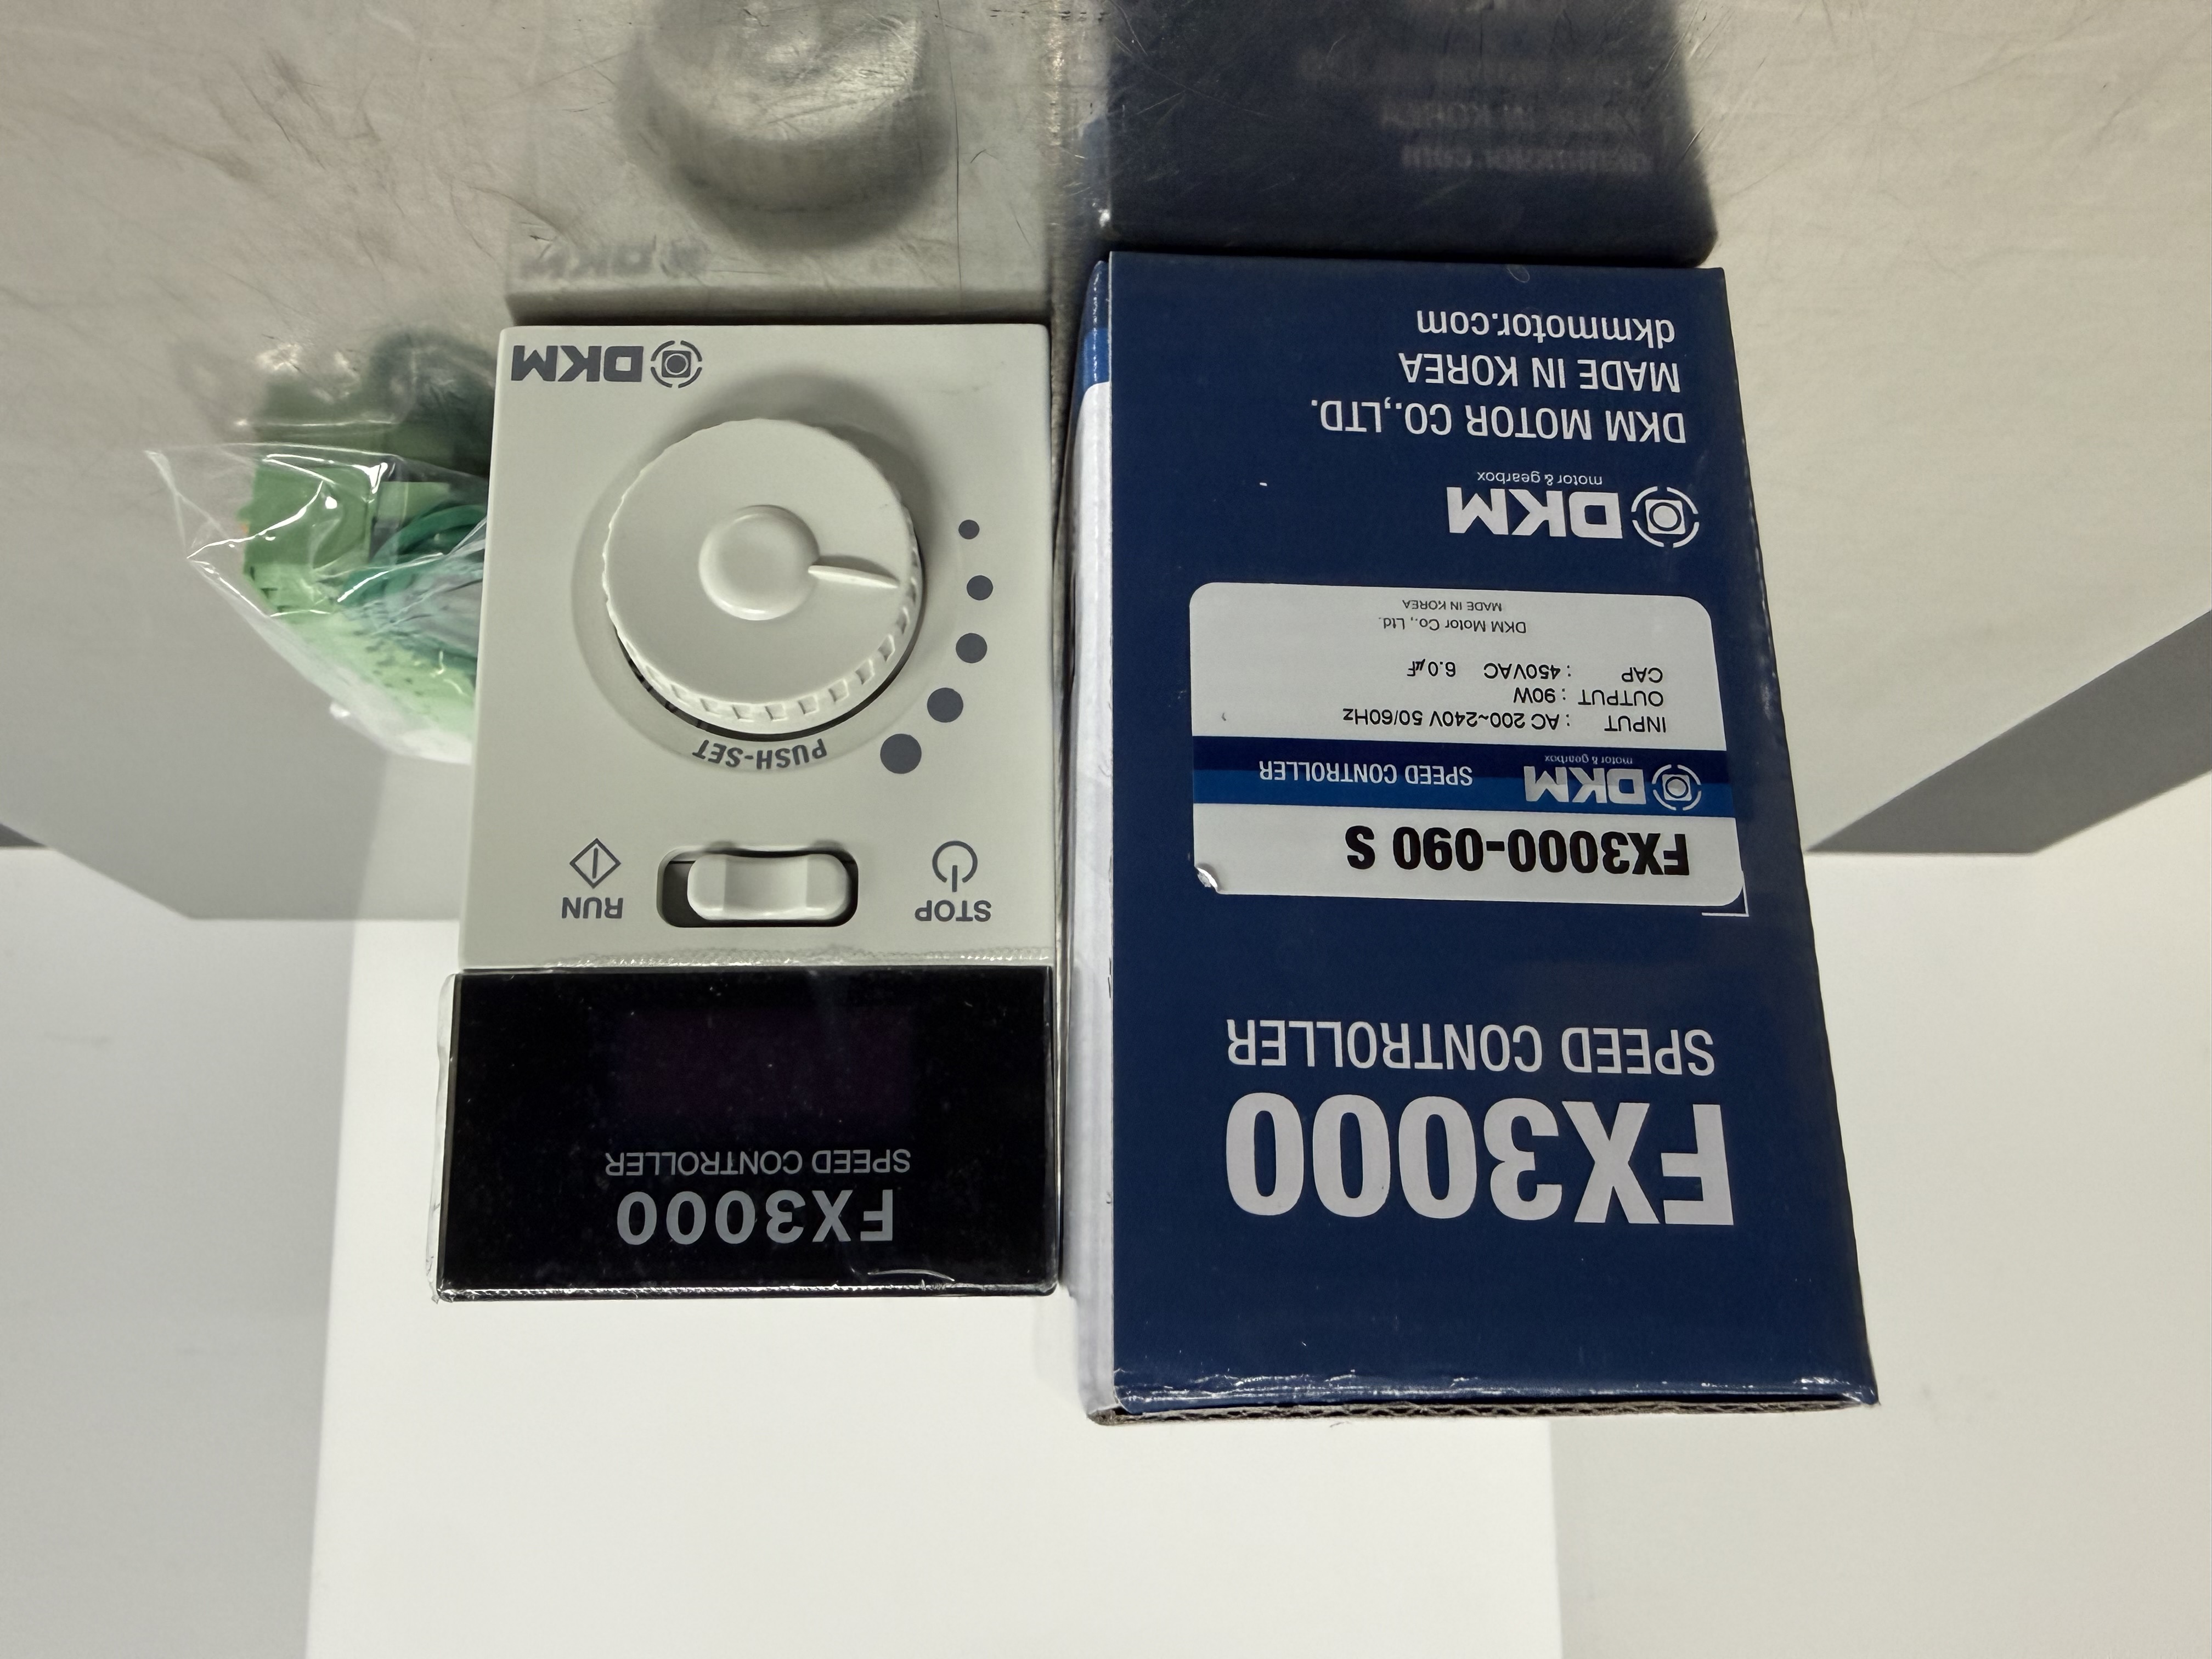 FX3000
SPEED CONTROLLER
FX3000-090 S
DKM
motor & gearbox
SPEED CONTROLLER
INPUT : AC 200~240V 50/60Hz
OUTPUT : 90W
CAP : 450VAC 6.0㎌
DKM Motor Co., Ltd.
MADE IN KOREA
DKM
motor & gearbox
DKM MOTOR CO.,LTD.
MADE IN KOREA
dkmmotor.com
FX3000
SPEED CONTROLLER
STOP
RUN
PUSH-SET
DKM